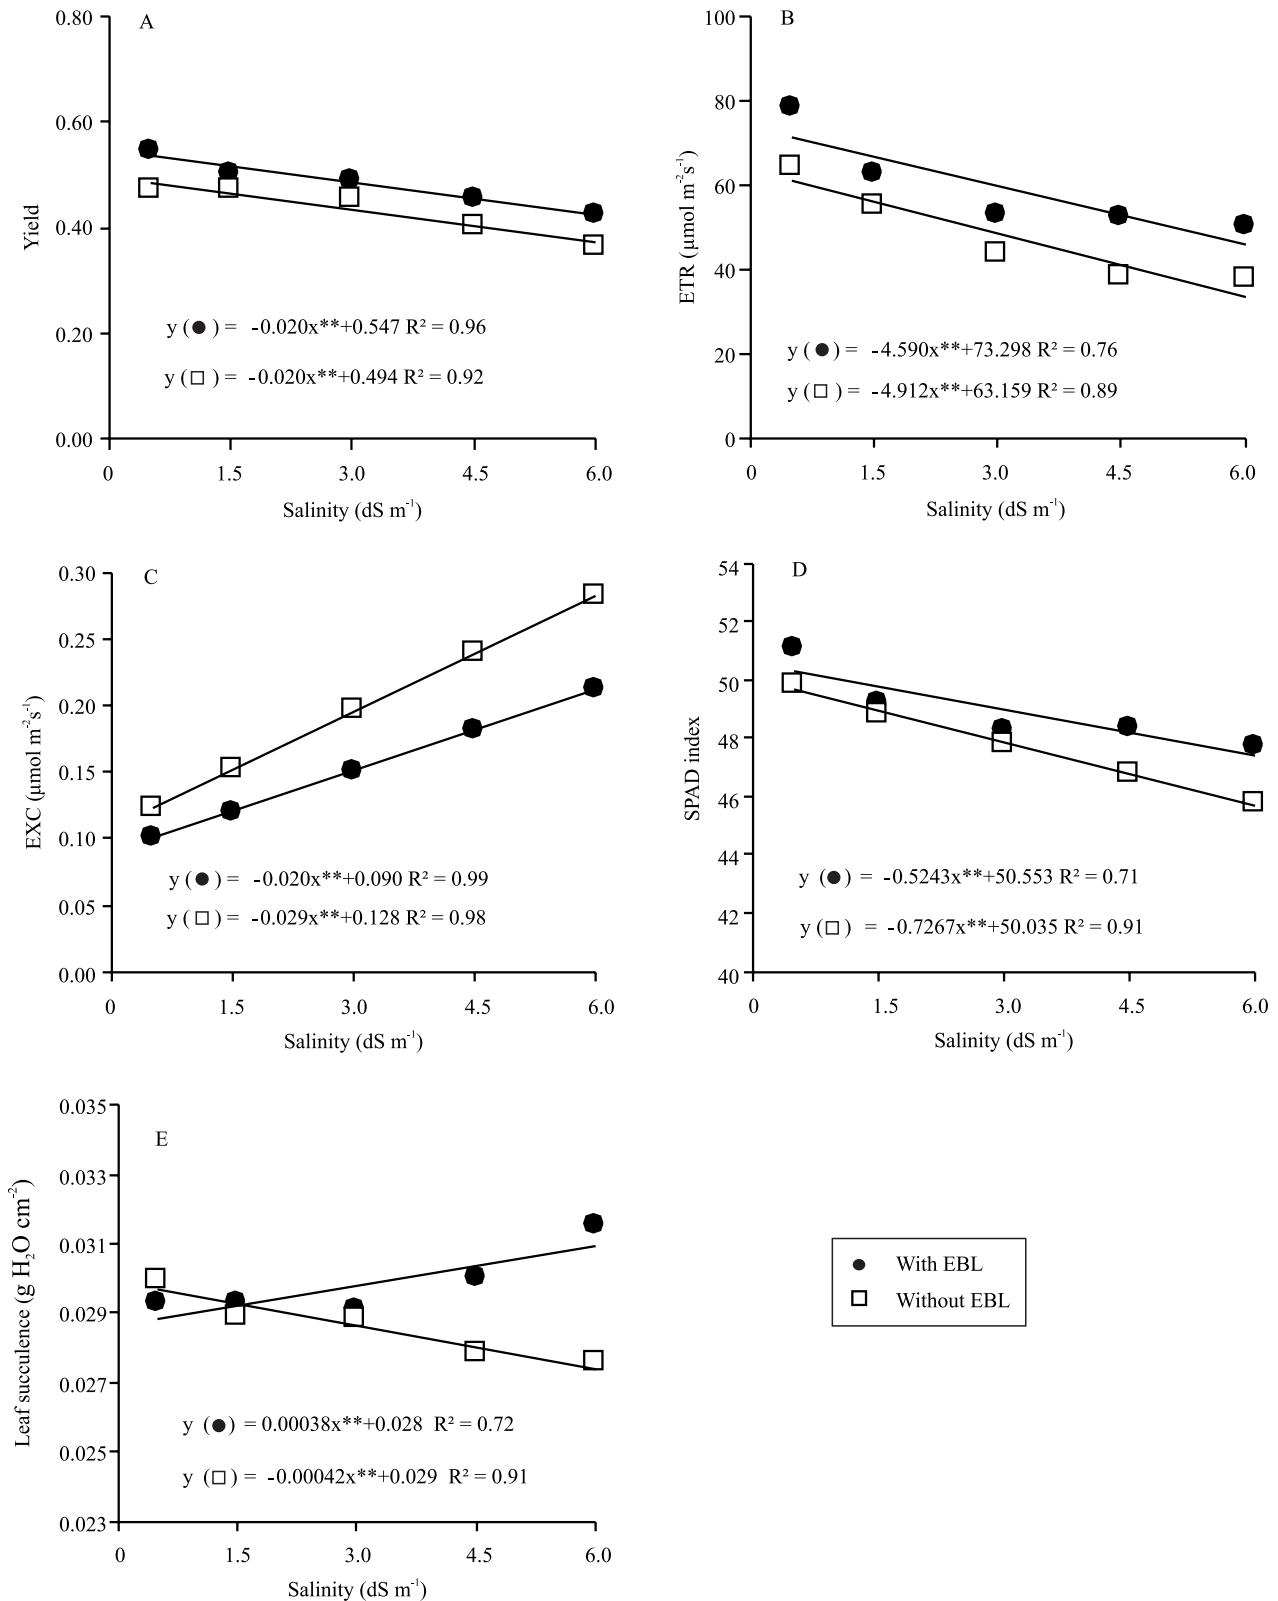 A
0.80
0.60
0.40
0.20
0.00
Yield
y (●) = -0.020x**+0.547 R² = 0.96
y (□) = -0.020x**+0.494 R² = 0.92
0 1.5 3.0 4.5 6.0
Salinity (dS m⁻¹)
B
100
80
60
40
20
0
ETR (µmol m⁻²s⁻¹)
y (●) = -4.590x**+73.298 R² = 0.76
y (□) = -4.912x**+63.159 R² = 0.89
0 1.5 3.0 4.5 6.0
Salinity (dS m⁻¹)
C
0.30
0.25
0.20
0.15
0.10
0.05
0.00
EXC (µmol m⁻²s⁻¹)
y (●) = -0.020x**+0.090 R² = 0.99
y (□) = -0.029x**+0.128 R² = 0.98
0 1.5 3.0 4.5 6.0
Salinity (dS m⁻¹)
D
54
52
50
48
46
44
42
40
SPAD index
y (●) = -0.5243x**+50.553 R² = 0.71
y (□) = -0.7267x**+50.035 R² = 0.91
0 1.5 3.0 4.5 6.0
Salinity (dS m⁻¹)
E
0.035
0.033
0.031
0.029
0.027
0.025
0.023
Leaf succulence (g H₂O cm⁻²)
y (●) = 0.00038x**+0.028 R² = 0.72
y (□) = -0.00042x**+0.029 R² = 0.91
0 1.5 3.0 4.5 6.0
Salinity (dS m⁻¹)
● With EBL
□ Without EBL